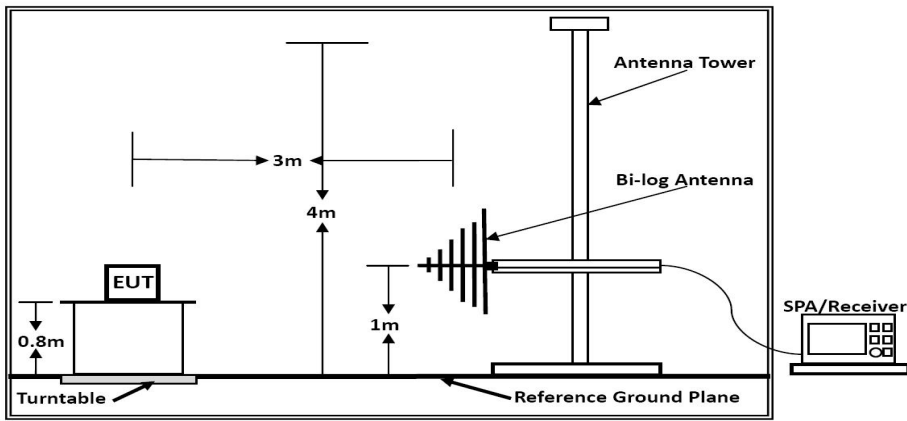 Antenna Tower
3m
Bi-log Antenna
4m
EUT
SPA/Receiver
0.8m
1m
Turntable
Reference Ground Plane